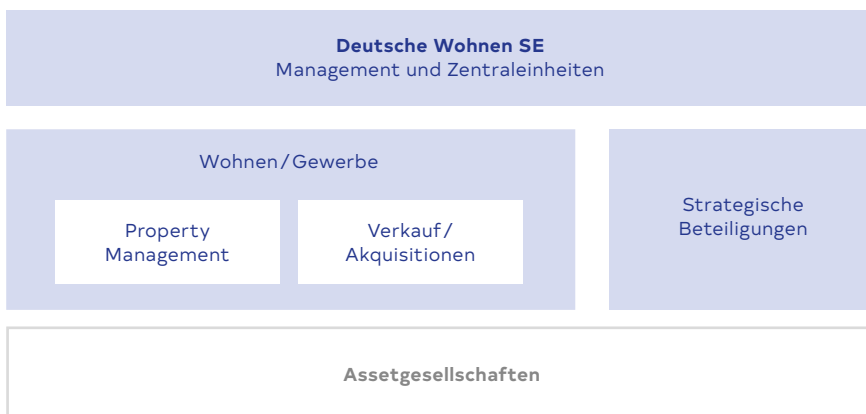 Deutsche Wohnen SE
Management und Zentraleinheiten
Wohnen/Gewerbe
Property
Management
Verkauf/
Akquisitionen
Strategische
Beteiligungen
Assetgesellschaften